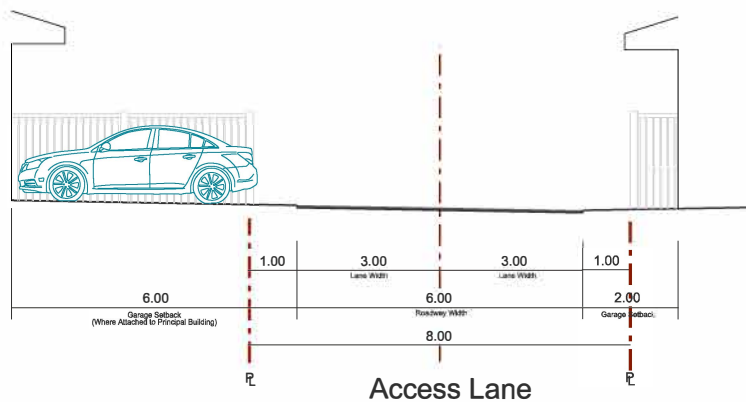 1.00 3.00 3.00 1.00
Lane Width Lane Width
6.00 6.00 2.00
Garage Setback Roadway Width Garage Setback
(Where Attached to Principal Building)
8.00
PL PL
Access Lane